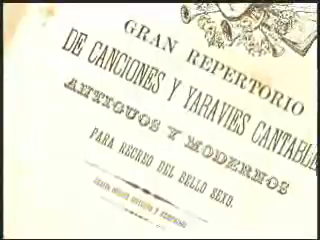 GRAN REPERTORIO
DE CANCIONES Y YARAVIES CANTABLE
ANTIGUOS Y MODERNOS
PARA RECREO DEL BELLO SEXO.